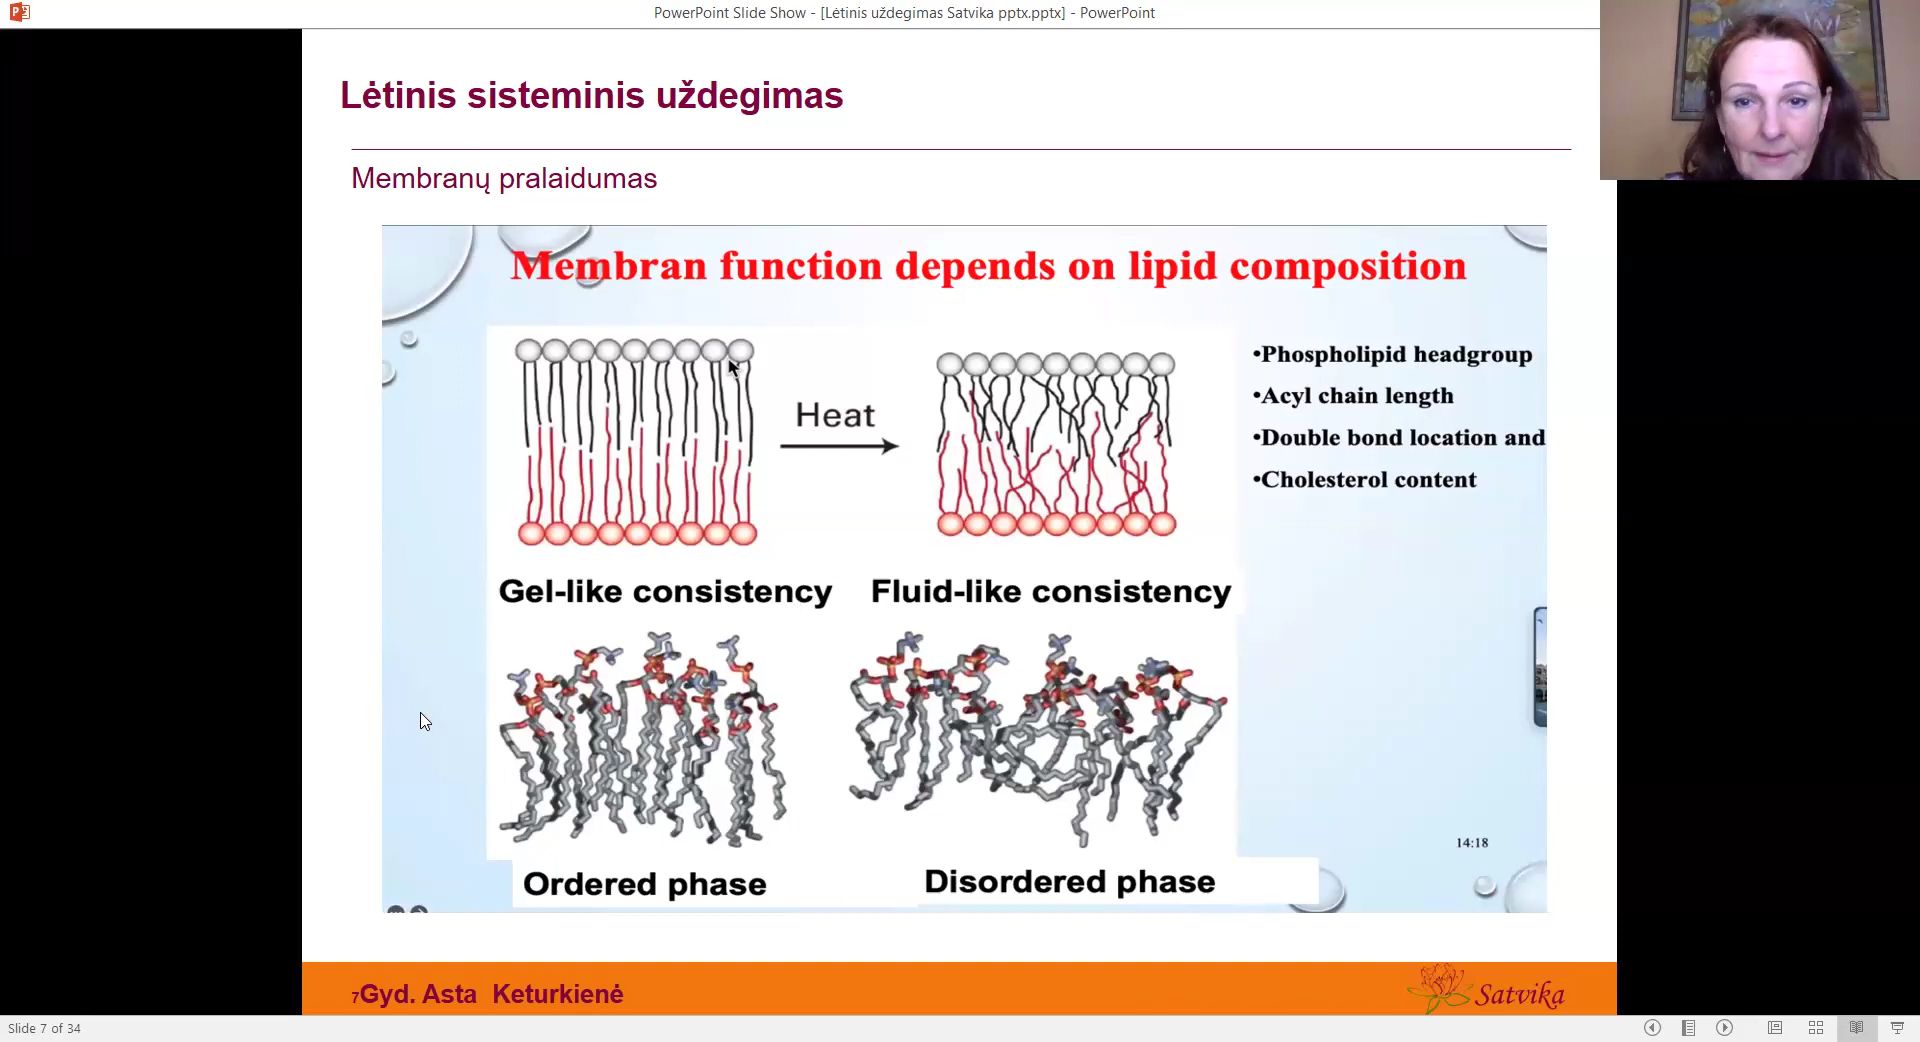 PowerPoint Slide Show - [Lėtinis uždegimas Satvika pptx.pptx] - PowerPoint
Lėtinis sisteminis uždegimas
Membranų pralaidumas
Membran function depends on lipid composition
Heat
•Phospholipid headgroup
•Acyl chain length
•Double bond location and
•Cholesterol content
Gel-like consistency
Fluid-like consistency
14:18
Ordered phase
Disordered phase
7Gyd. Asta Keturkienė
Satvika
Slide 7 of 34